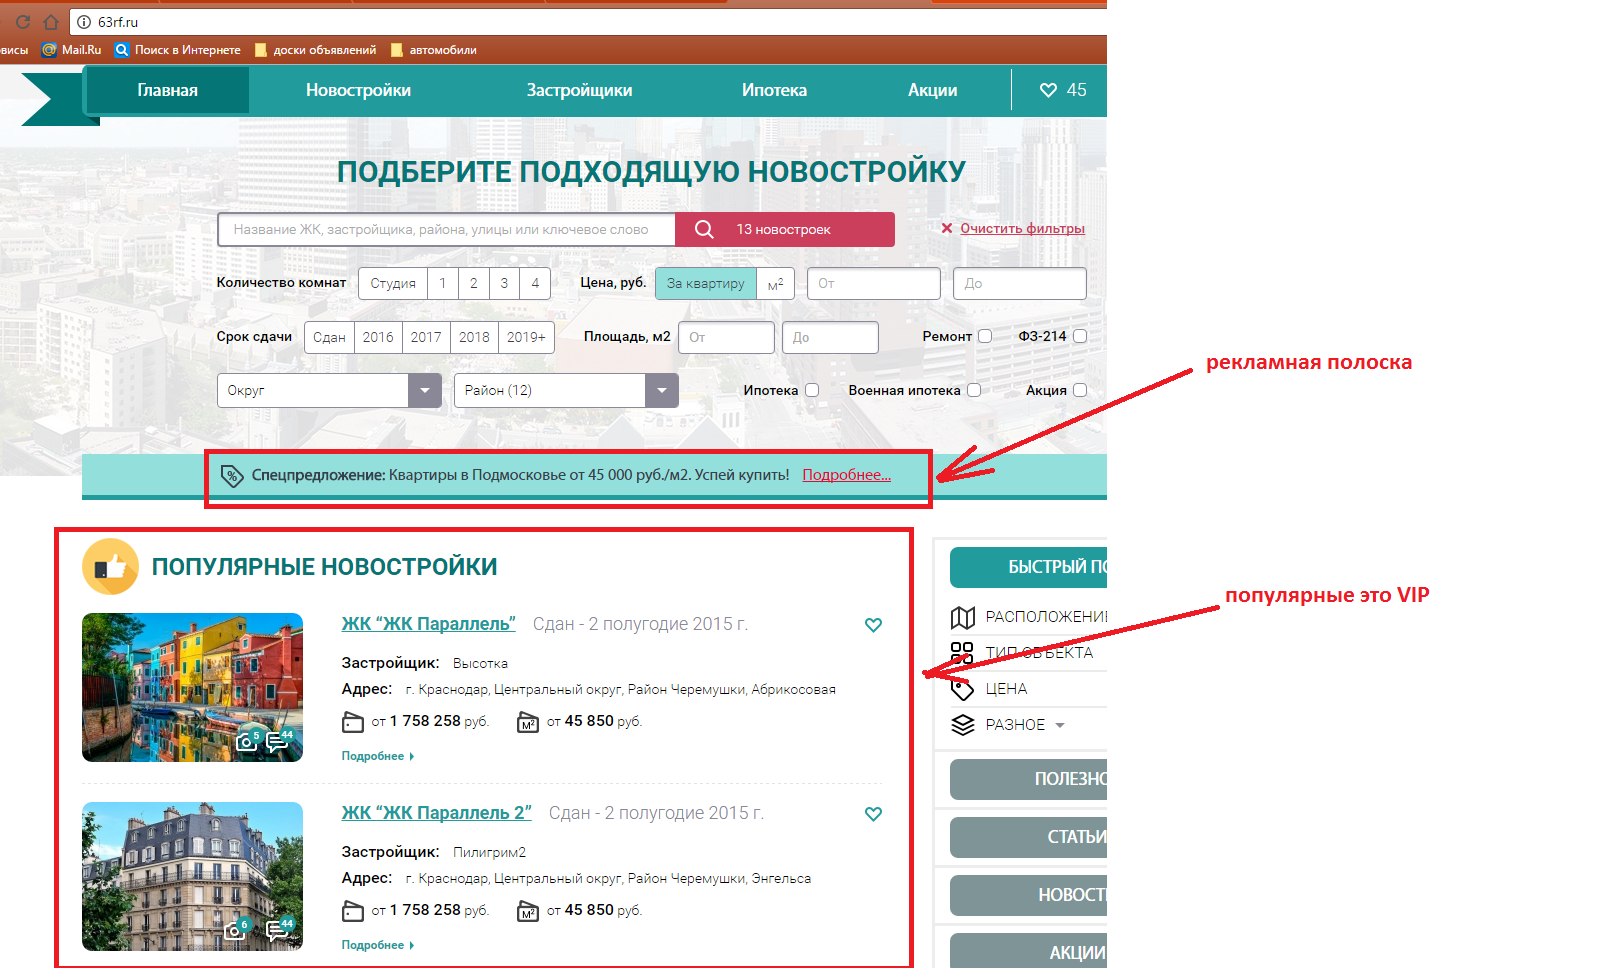 63rf.ru
висы Mail.Ru Поиск в Интернете доски объявлений автомобили
Главная Новостройки Застройщики Ипотека Акции 45
ПОДБЕРИТЕ ПОДХОДЯЩУЮ НОВОСТРОЙКУ
Название ЖК, застройщика, района, улицы или ключевое слово 13 новостроек Очистить фильтры
Количество комнат Студия 1 2 3 4 Цена, руб. За квартиру м² От До
Срок сдачи Сдан 2016 2017 2018 2019+ Площадь, м2 От До Ремонт ФЗ-214
рекламная полоска
Округ Район (12) Ипотека Военная ипотека Акция
% Спецпредложение: Квартиры в Подмосковье от 45 000 руб./м2. Успей купить! Подробнее...
ПОПУЛЯРНЫЕ НОВОСТРОЙКИ
БЫСТРЫЙ ПО
популярные это VIP
ЖК “ЖК Параллель” Сдан - 2 полугодие 2015 г.
РАСПОЛОЖЕНИЕ
Застройщик: Высотка
ТИП ОБЪЕКТА
Адрес: г. Краснодар, Центральный округ, Район Черемушки, Абрикосовая
ЦЕНА
от 1 758 258 руб. М² от 45 850 руб.
РАЗНОЕ
5 44
Подробнее
ПОЛЕЗНО
ЖК “ЖК Параллель 2” Сдан - 2 полугодие 2015 г.
СТАТЬИ
Застройщик: Пилигрим2
Адрес: г. Краснодар, Центральный округ, Район Черемушки, Энгельса
НОВОСТ
от 1 758 258 руб. М² от 45 850 руб.
6 44
Подробнее
АКЦИИ